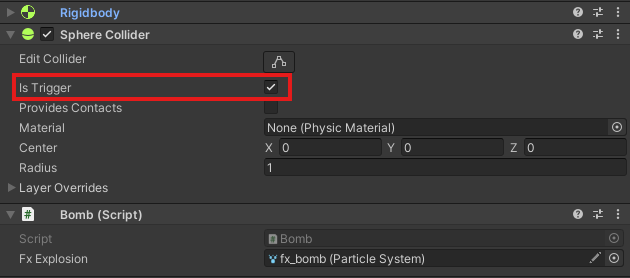 Rigidbody
Sphere Collider
Edit Collider
Is Trigger
Provides Contacts
Material None (Physic Material)
Center X 0 Y 0 Z 0
Radius 1
Layer Overrides
# Bomb (Script)
Script # Bomb
Fx Explosion fx_bomb (Particle System)